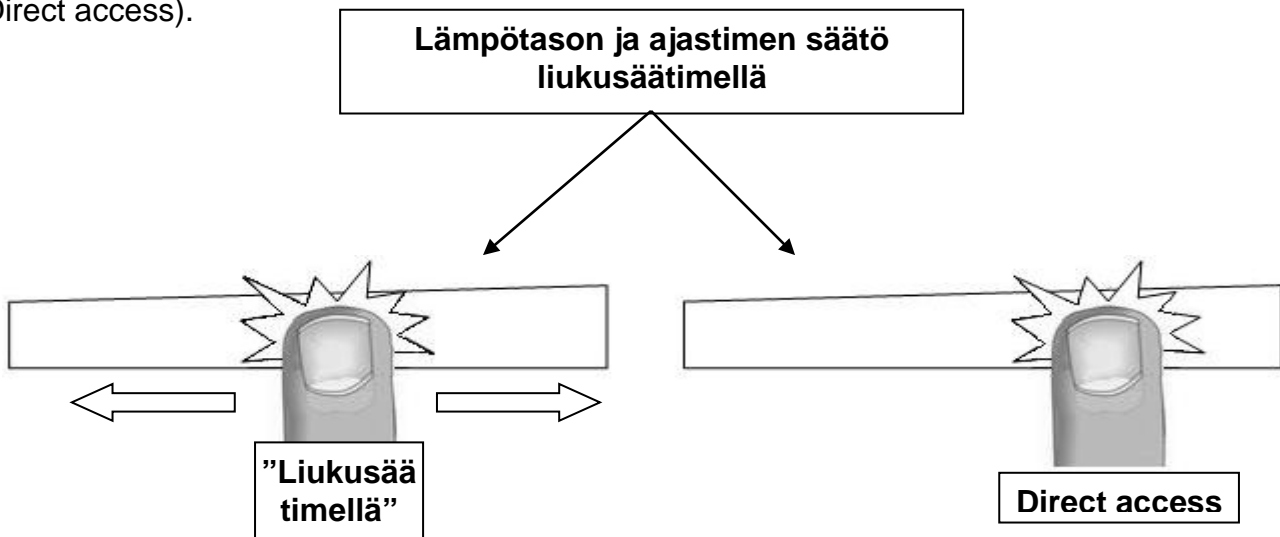 Direct access).
Lämpötason ja ajastimen säätö
liukusäätimellä
”Liukusää
timellä”
Direct access